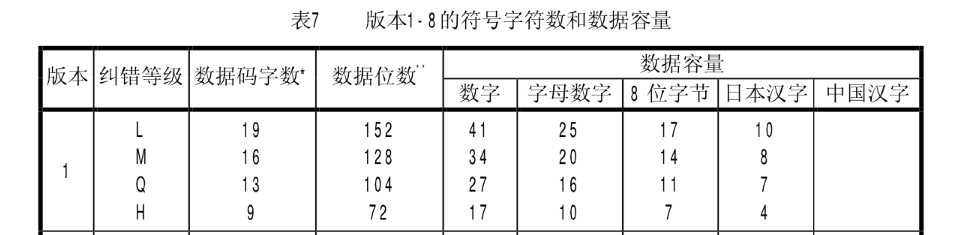 表7 版本1-8的符号字符数和数据容量
版本 纠错等级 数据码字数* 数据位数** 数据容量
数字 字母数字 8 位字节 日本汉字 中国汉字
1
L 19 152 41 25 17 10
M 16 128 34 20 14 8
Q 13 104 27 16 11 7
H 9 72 17 10 7 4